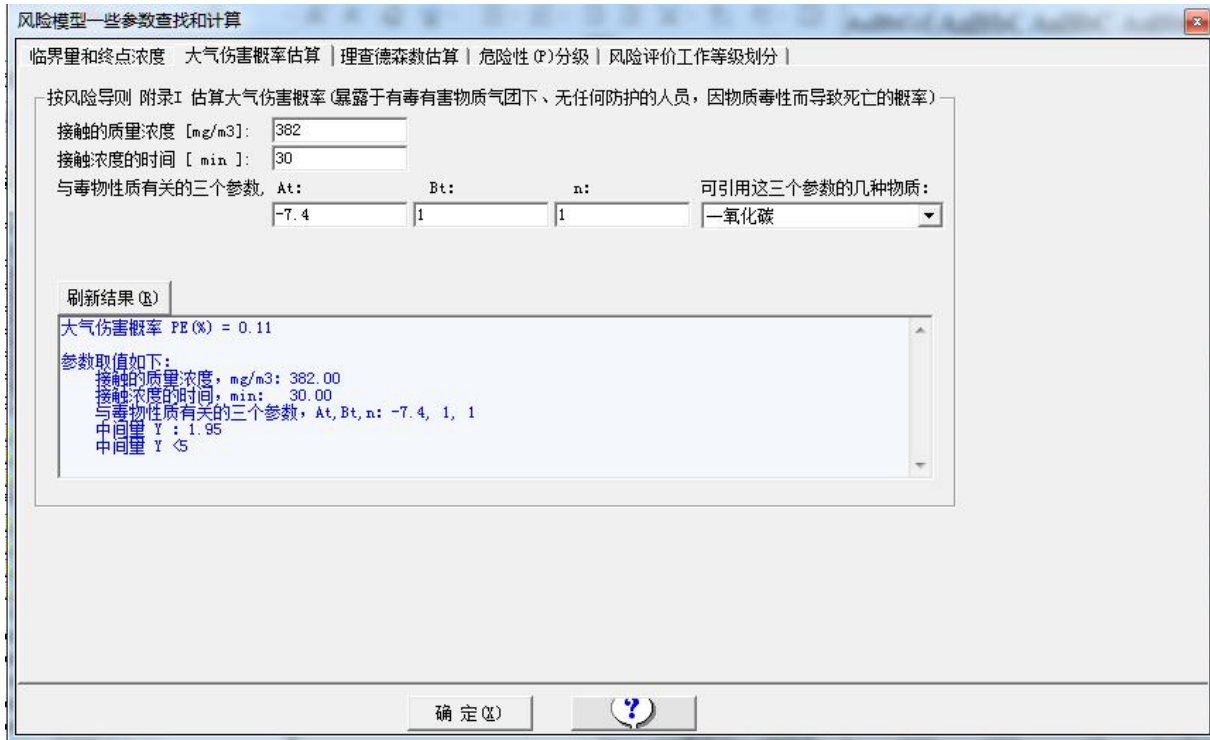 风险模型一些参数查找和计算
临界量和终点浓度 大气伤害概率估算 理查德森数估算 危险性(P)分级 风险评价工作等级划分
按风险导则 附录I 估算大气伤害概率(暴露于有毒有害物质气团下、无任何防护的人员，因物质毒性而导致死亡的概率)
接触的质量浓度 [mg/m3]: 382
接触浓度的时间 [ min ]: 30
与毒物性质有关的三个参数, At: Bt: n: 可引用这三个参数的几种物质:
-7.4 1 1 一氧化碳
刷新结果(R)
大气伤害概率 PE(%) = 0.11
参数取值如下:
接触的质量浓度, mg/m3: 382.00
接触浓度的时间, min: 30.00
与毒物性质有关的三个参数, At,Bt,n: -7.4, 1, 1
中间量 Y : 1.95
中间量 Y <5
确 定(X) ?